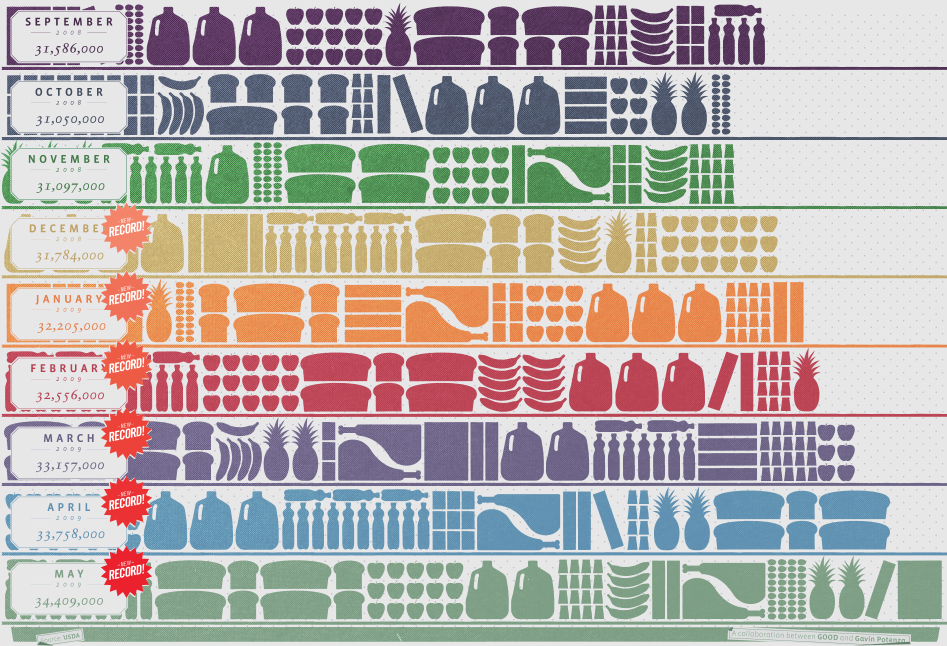 SEPTEMBER
2008
31,586,000
OCTOBER
2008
31,050,000
NOVEMBER
2008
31,097,000
DECEMBE
2008
31,784,000
NEW
RECORD!
JANUARY
2009
32,205,000
NEW
RECORD!
FEBRUAR
2009
32,556,000
NEW
RECORD!
MARCH
2009
33,157,000
NEW
RECORD!
APRIL
2009
33,758,000
NEW
RECORD!
MAY
2009
34,409,000
NEW
RECORD!
Source: USDA
A collaboration between GOOD and Gavin Potenza